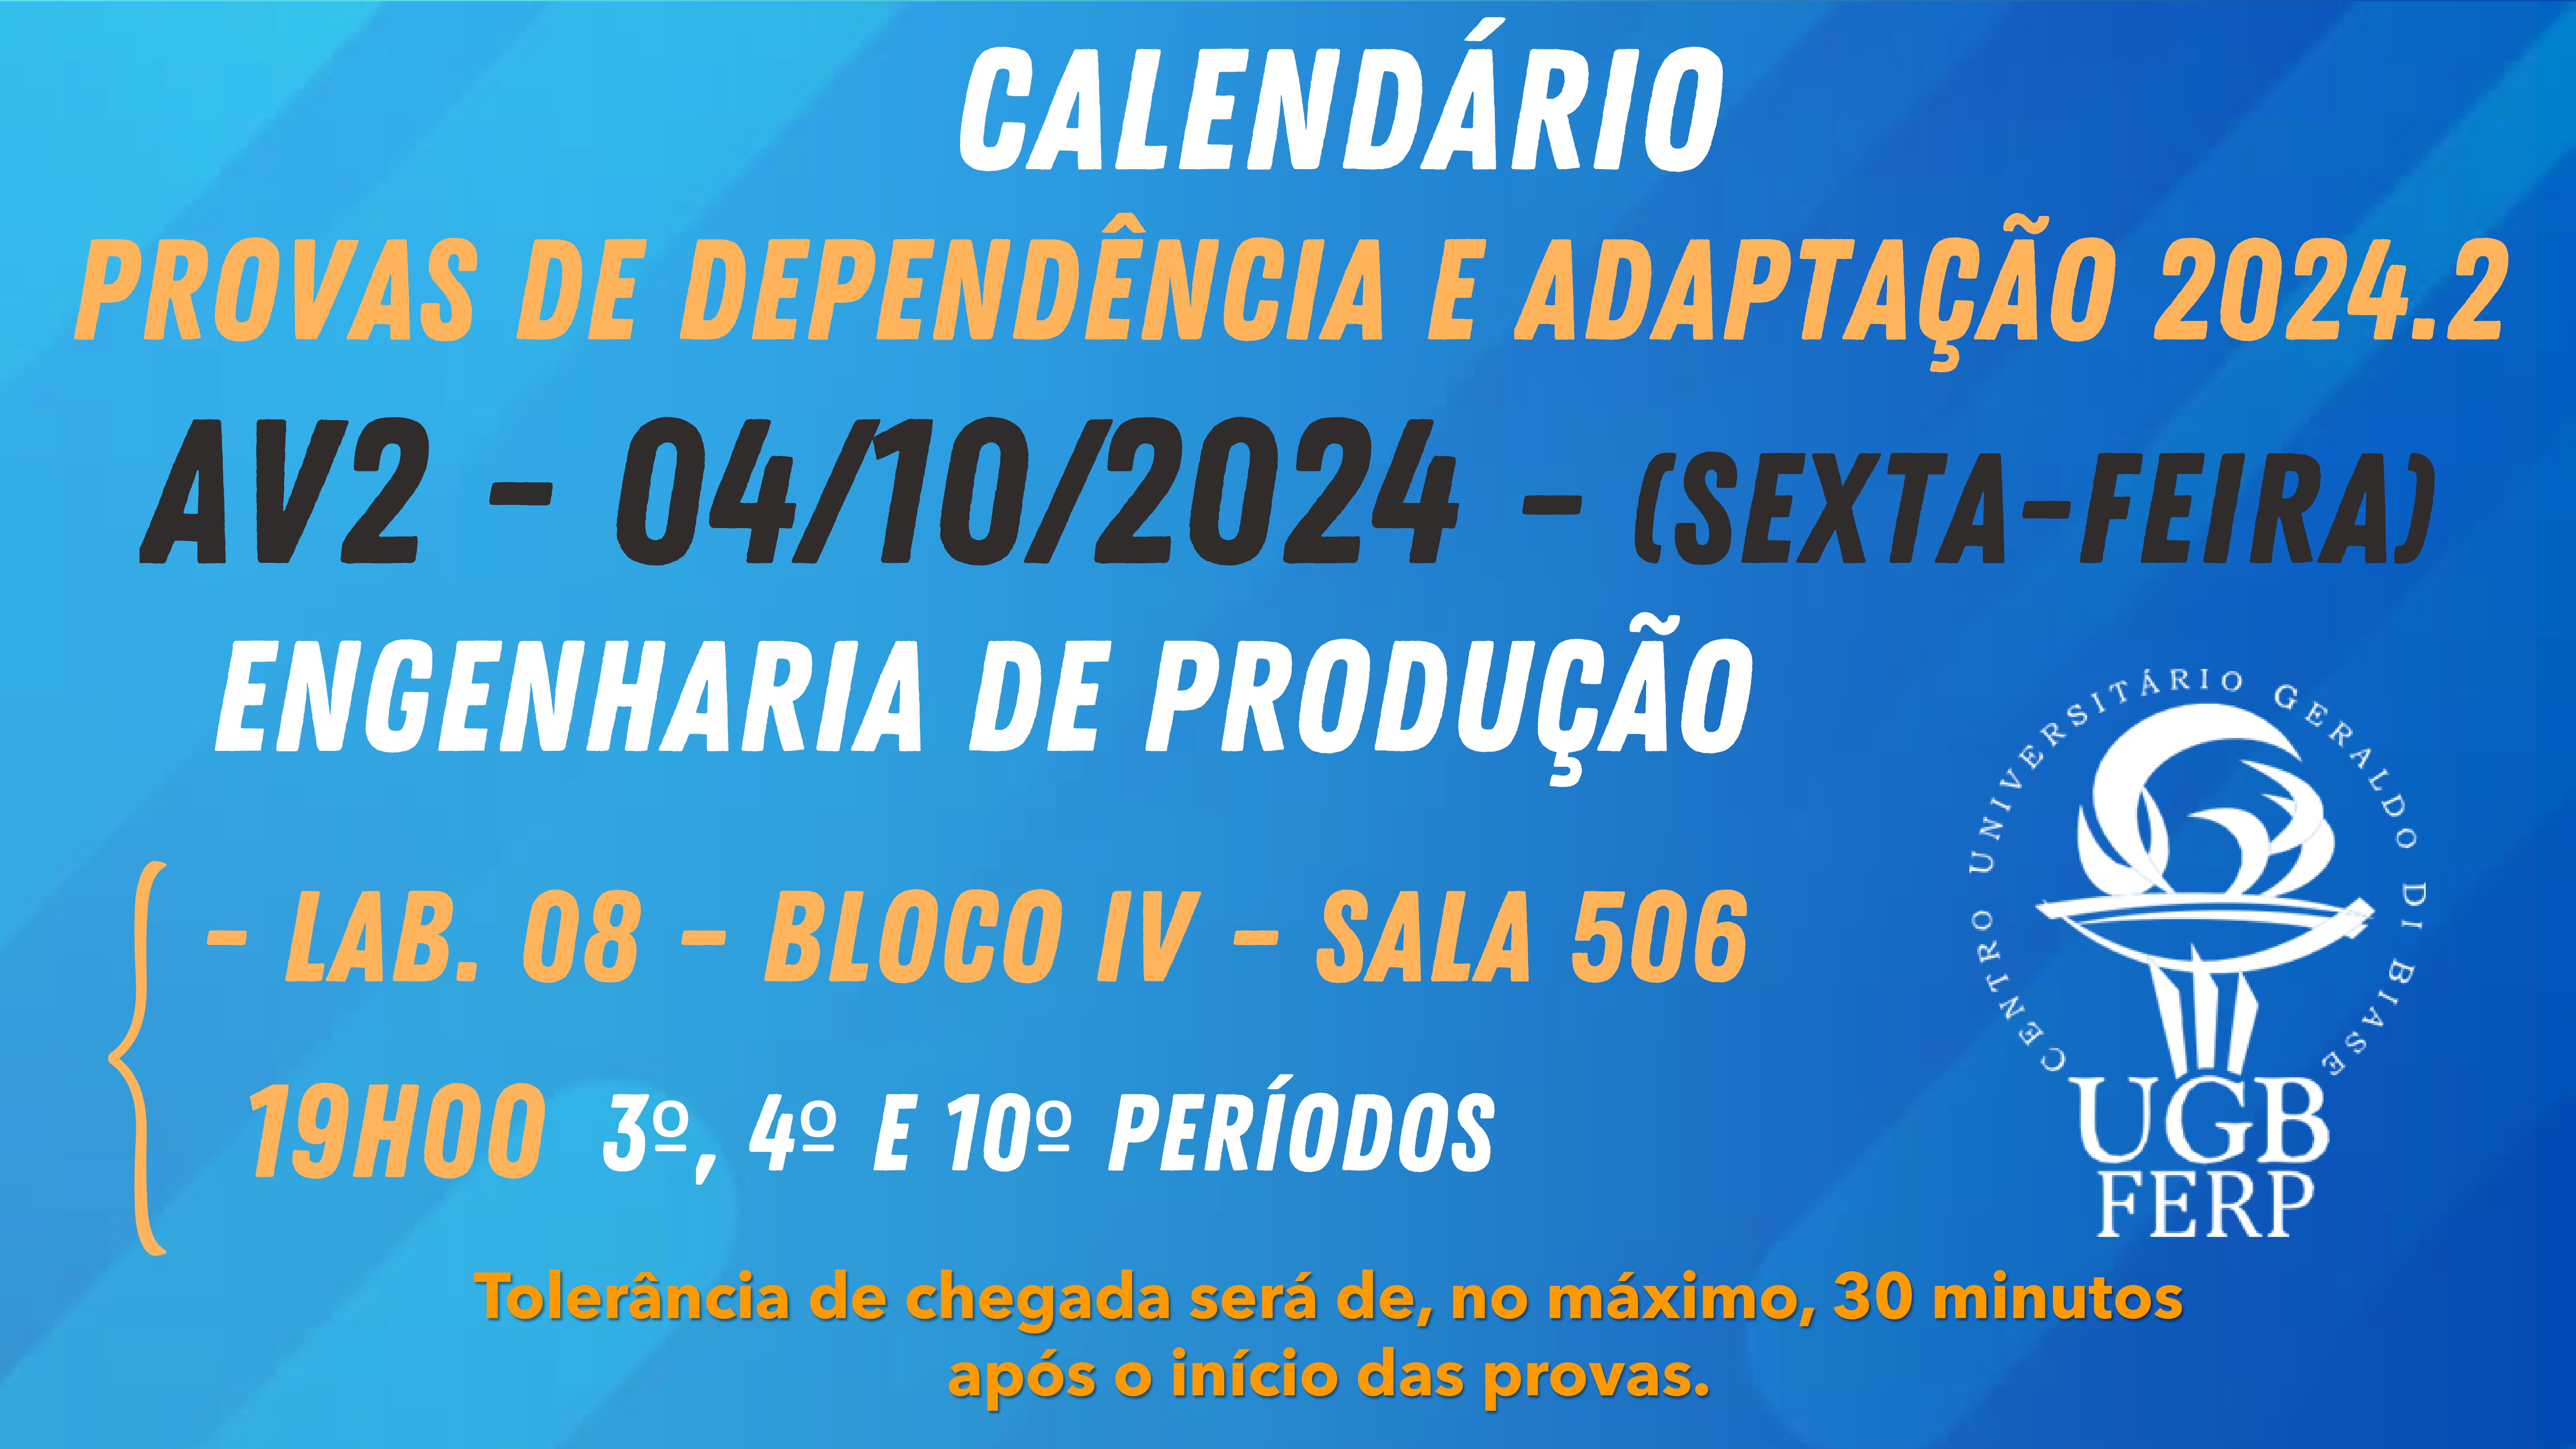 CALENDÁRIO
PROVAS DE DEPENDÊNCIA E ADAPTAÇÃO 2024.2
AV2 - 04/10/2024 - (SEXTA-FEIRA)
ENGENHARIA DE PRODUÇÃO
- LAB. 08 - BLOCO IV - SALA 506
19H00 3º, 4º E 10º PERÍODOS
CENTRO UNIVERSITÁRIO GERALDO DI BIASE
UGB
FERP
Tolerância de chegada será de, no máximo, 30 minutos
após o início das provas.